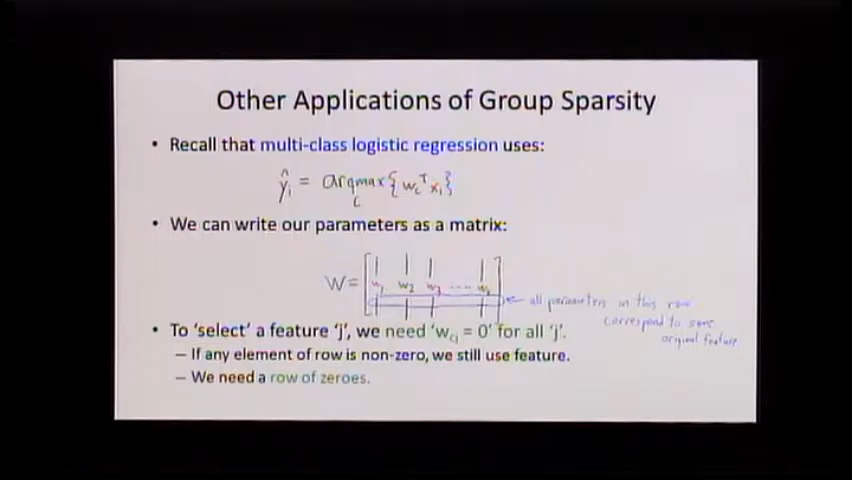 Other Applications of Group Sparsity
• Recall that multi-class logistic regression uses:
ŷᵢ = argmax{w_cᵀxᵢ}
c
• We can write our parameters as a matrix:
W = [w₁ w₂ w₃ ····
all parameters in this row
correspond to same
original feature
• To 'select' a feature 'j', we need 'w_cj = 0' for all 'j'.
– If any element of row is non-zero, we still use feature.
– We need a row of zeroes.